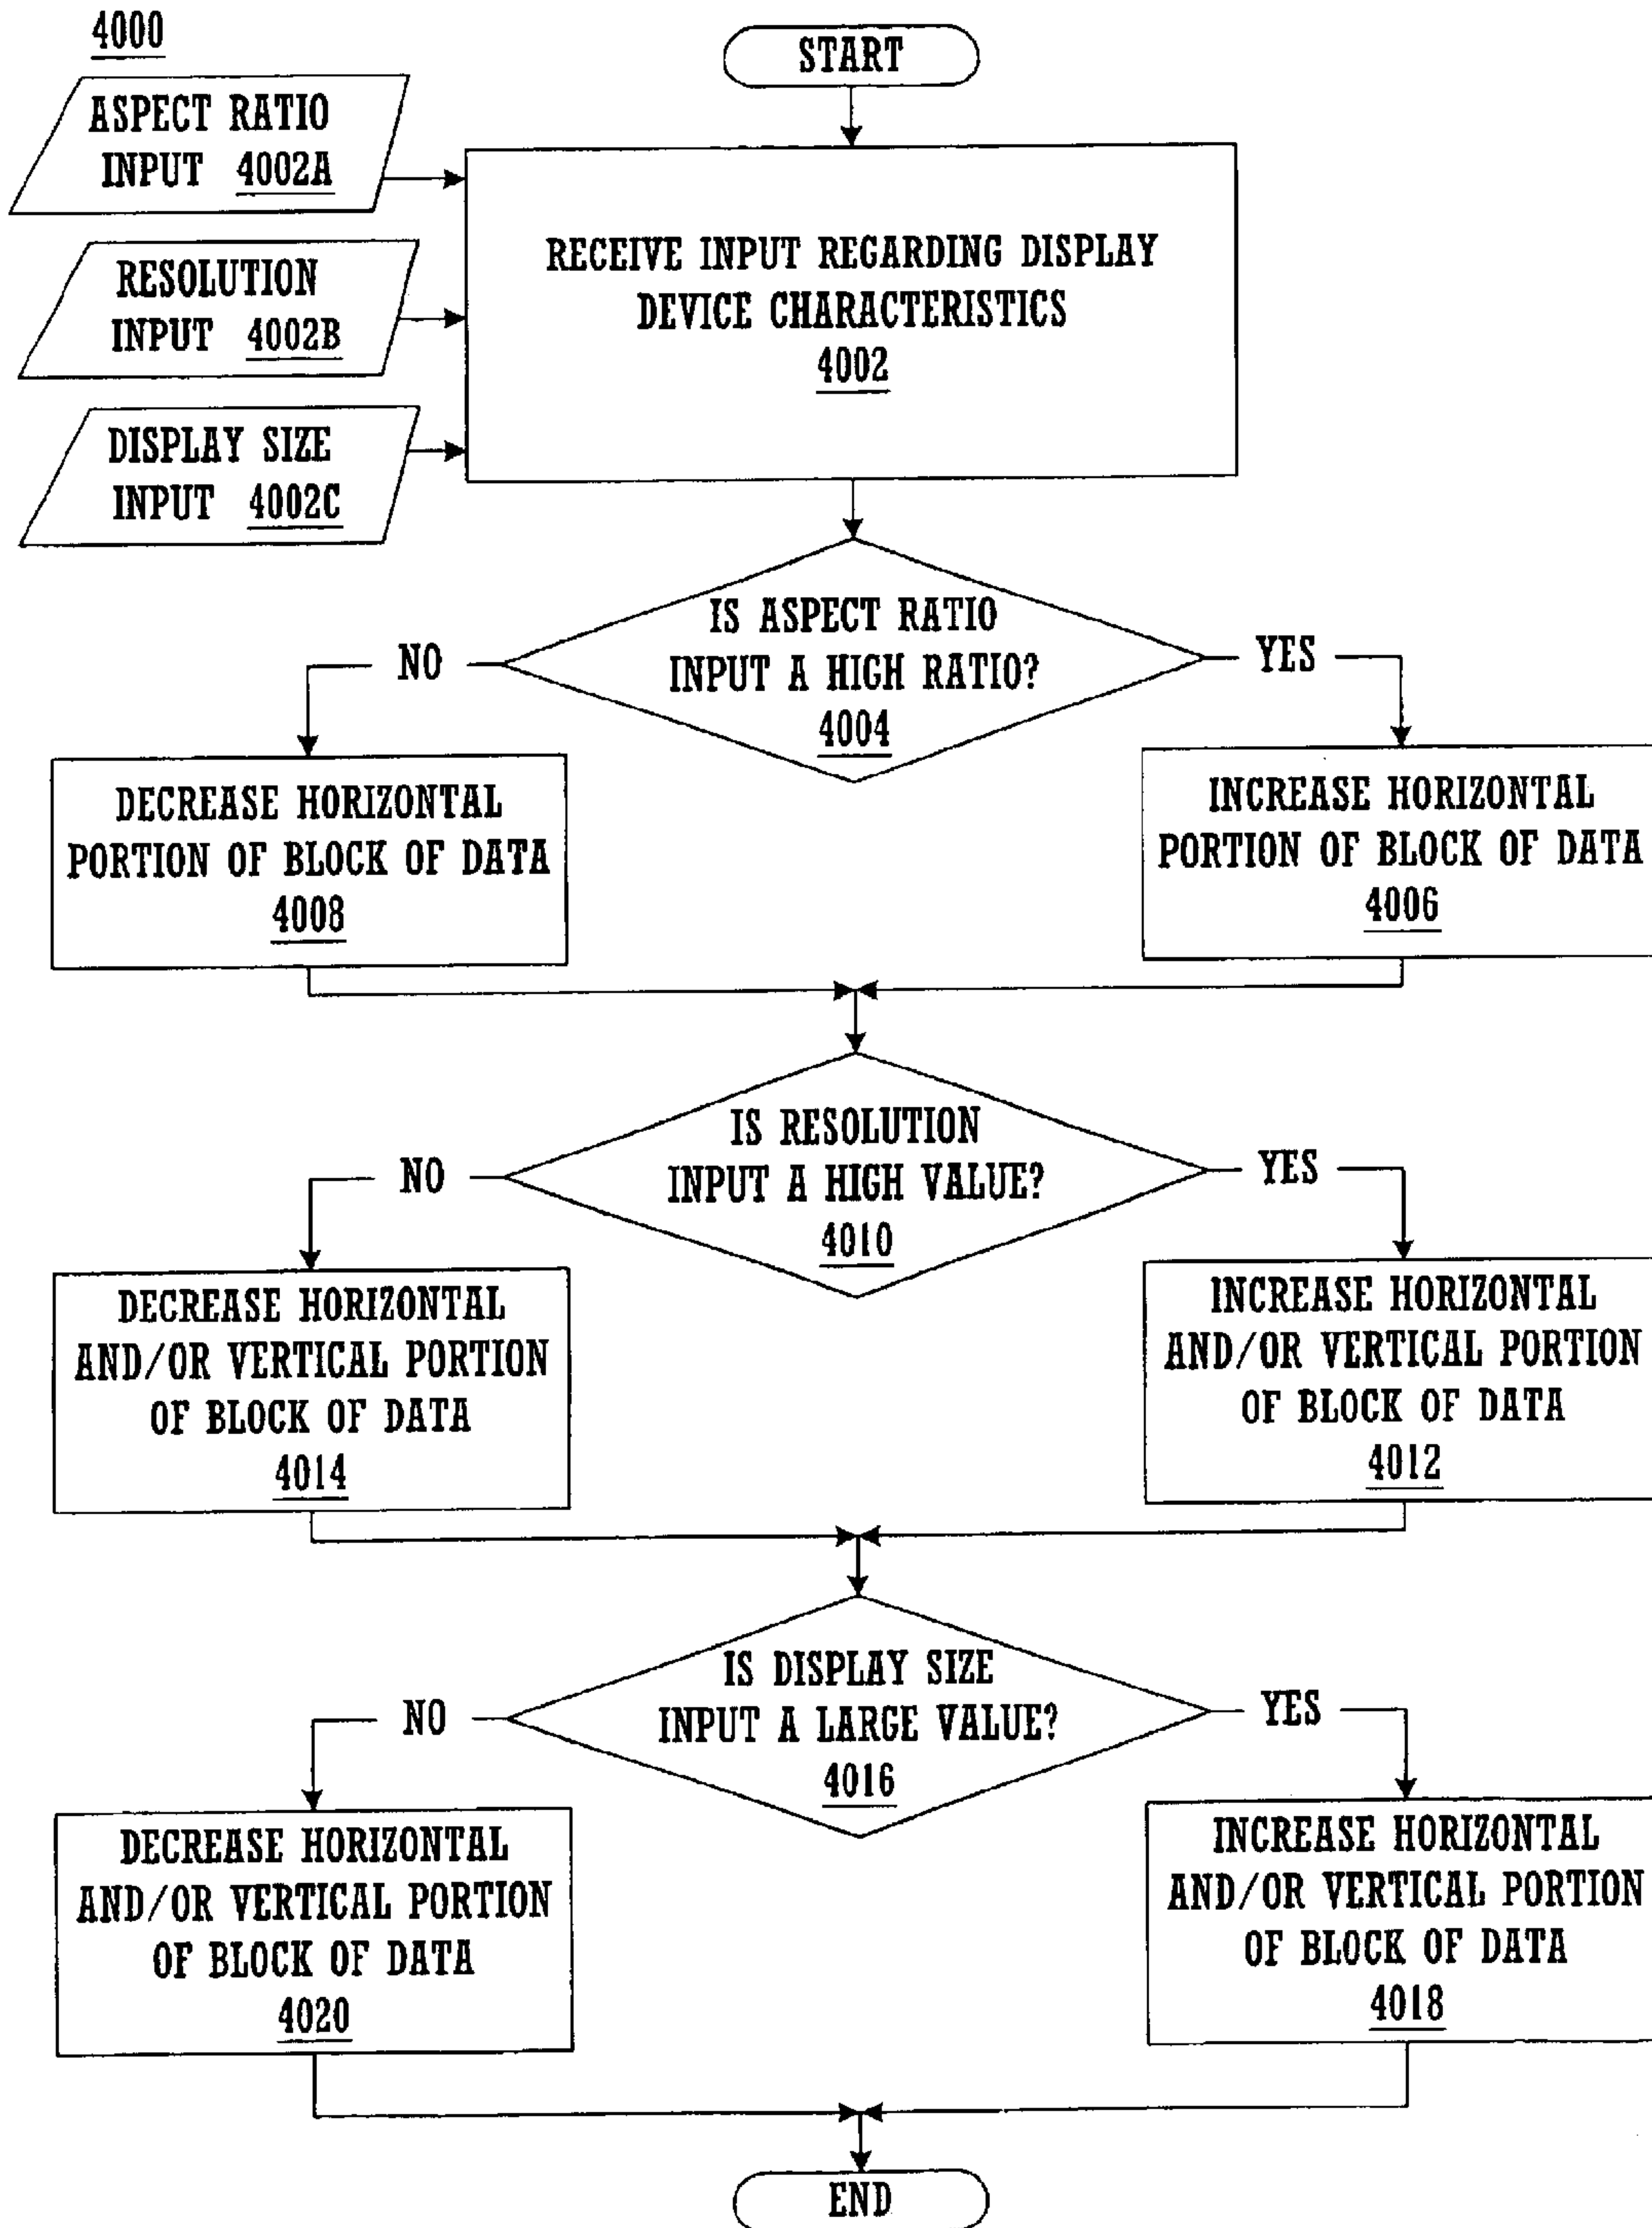 4000
START
ASPECT RATIO
INPUT 4002A
RESOLUTION
INPUT 4002B
DISPLAY SIZE
INPUT 4002C
RECEIVE INPUT REGARDING DISPLAY
DEVICE CHARACTERISTICS
4002
IS ASPECT RATIO
INPUT A HIGH RATIO?
4004
NO
YES
DECREASE HORIZONTAL
PORTION OF BLOCK OF DATA
4008
INCREASE HORIZONTAL
PORTION OF BLOCK OF DATA
4006
IS RESOLUTION
INPUT A HIGH VALUE?
4010
NO
YES
DECREASE HORIZONTAL
AND/OR VERTICAL PORTION
OF BLOCK OF DATA
4014
INCREASE HORIZONTAL
AND/OR VERTICAL PORTION
OF BLOCK OF DATA
4012
IS DISPLAY SIZE
INPUT A LARGE VALUE?
4016
NO
YES
DECREASE HORIZONTAL
AND/OR VERTICAL PORTION
OF BLOCK OF DATA
4020
INCREASE HORIZONTAL
AND/OR VERTICAL PORTION
OF BLOCK OF DATA
4018
END